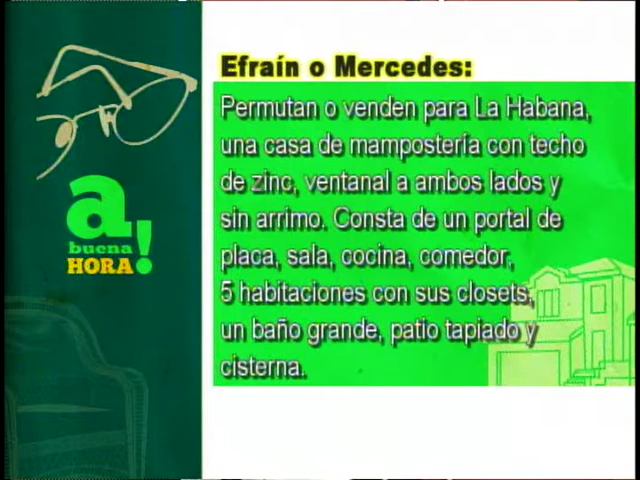 Efraín o Mercedes:
Permutan o venden para La Habana,
una casa de mampostería con techo
de zinc, ventanal a ambos lados y
sin arrimo. Consta de un portal de
placa, sala, cocina, comedor,
5 habitaciones con sus closets,
un baño grande, patio tapiado y
cisterna.
a
buena
HORA!